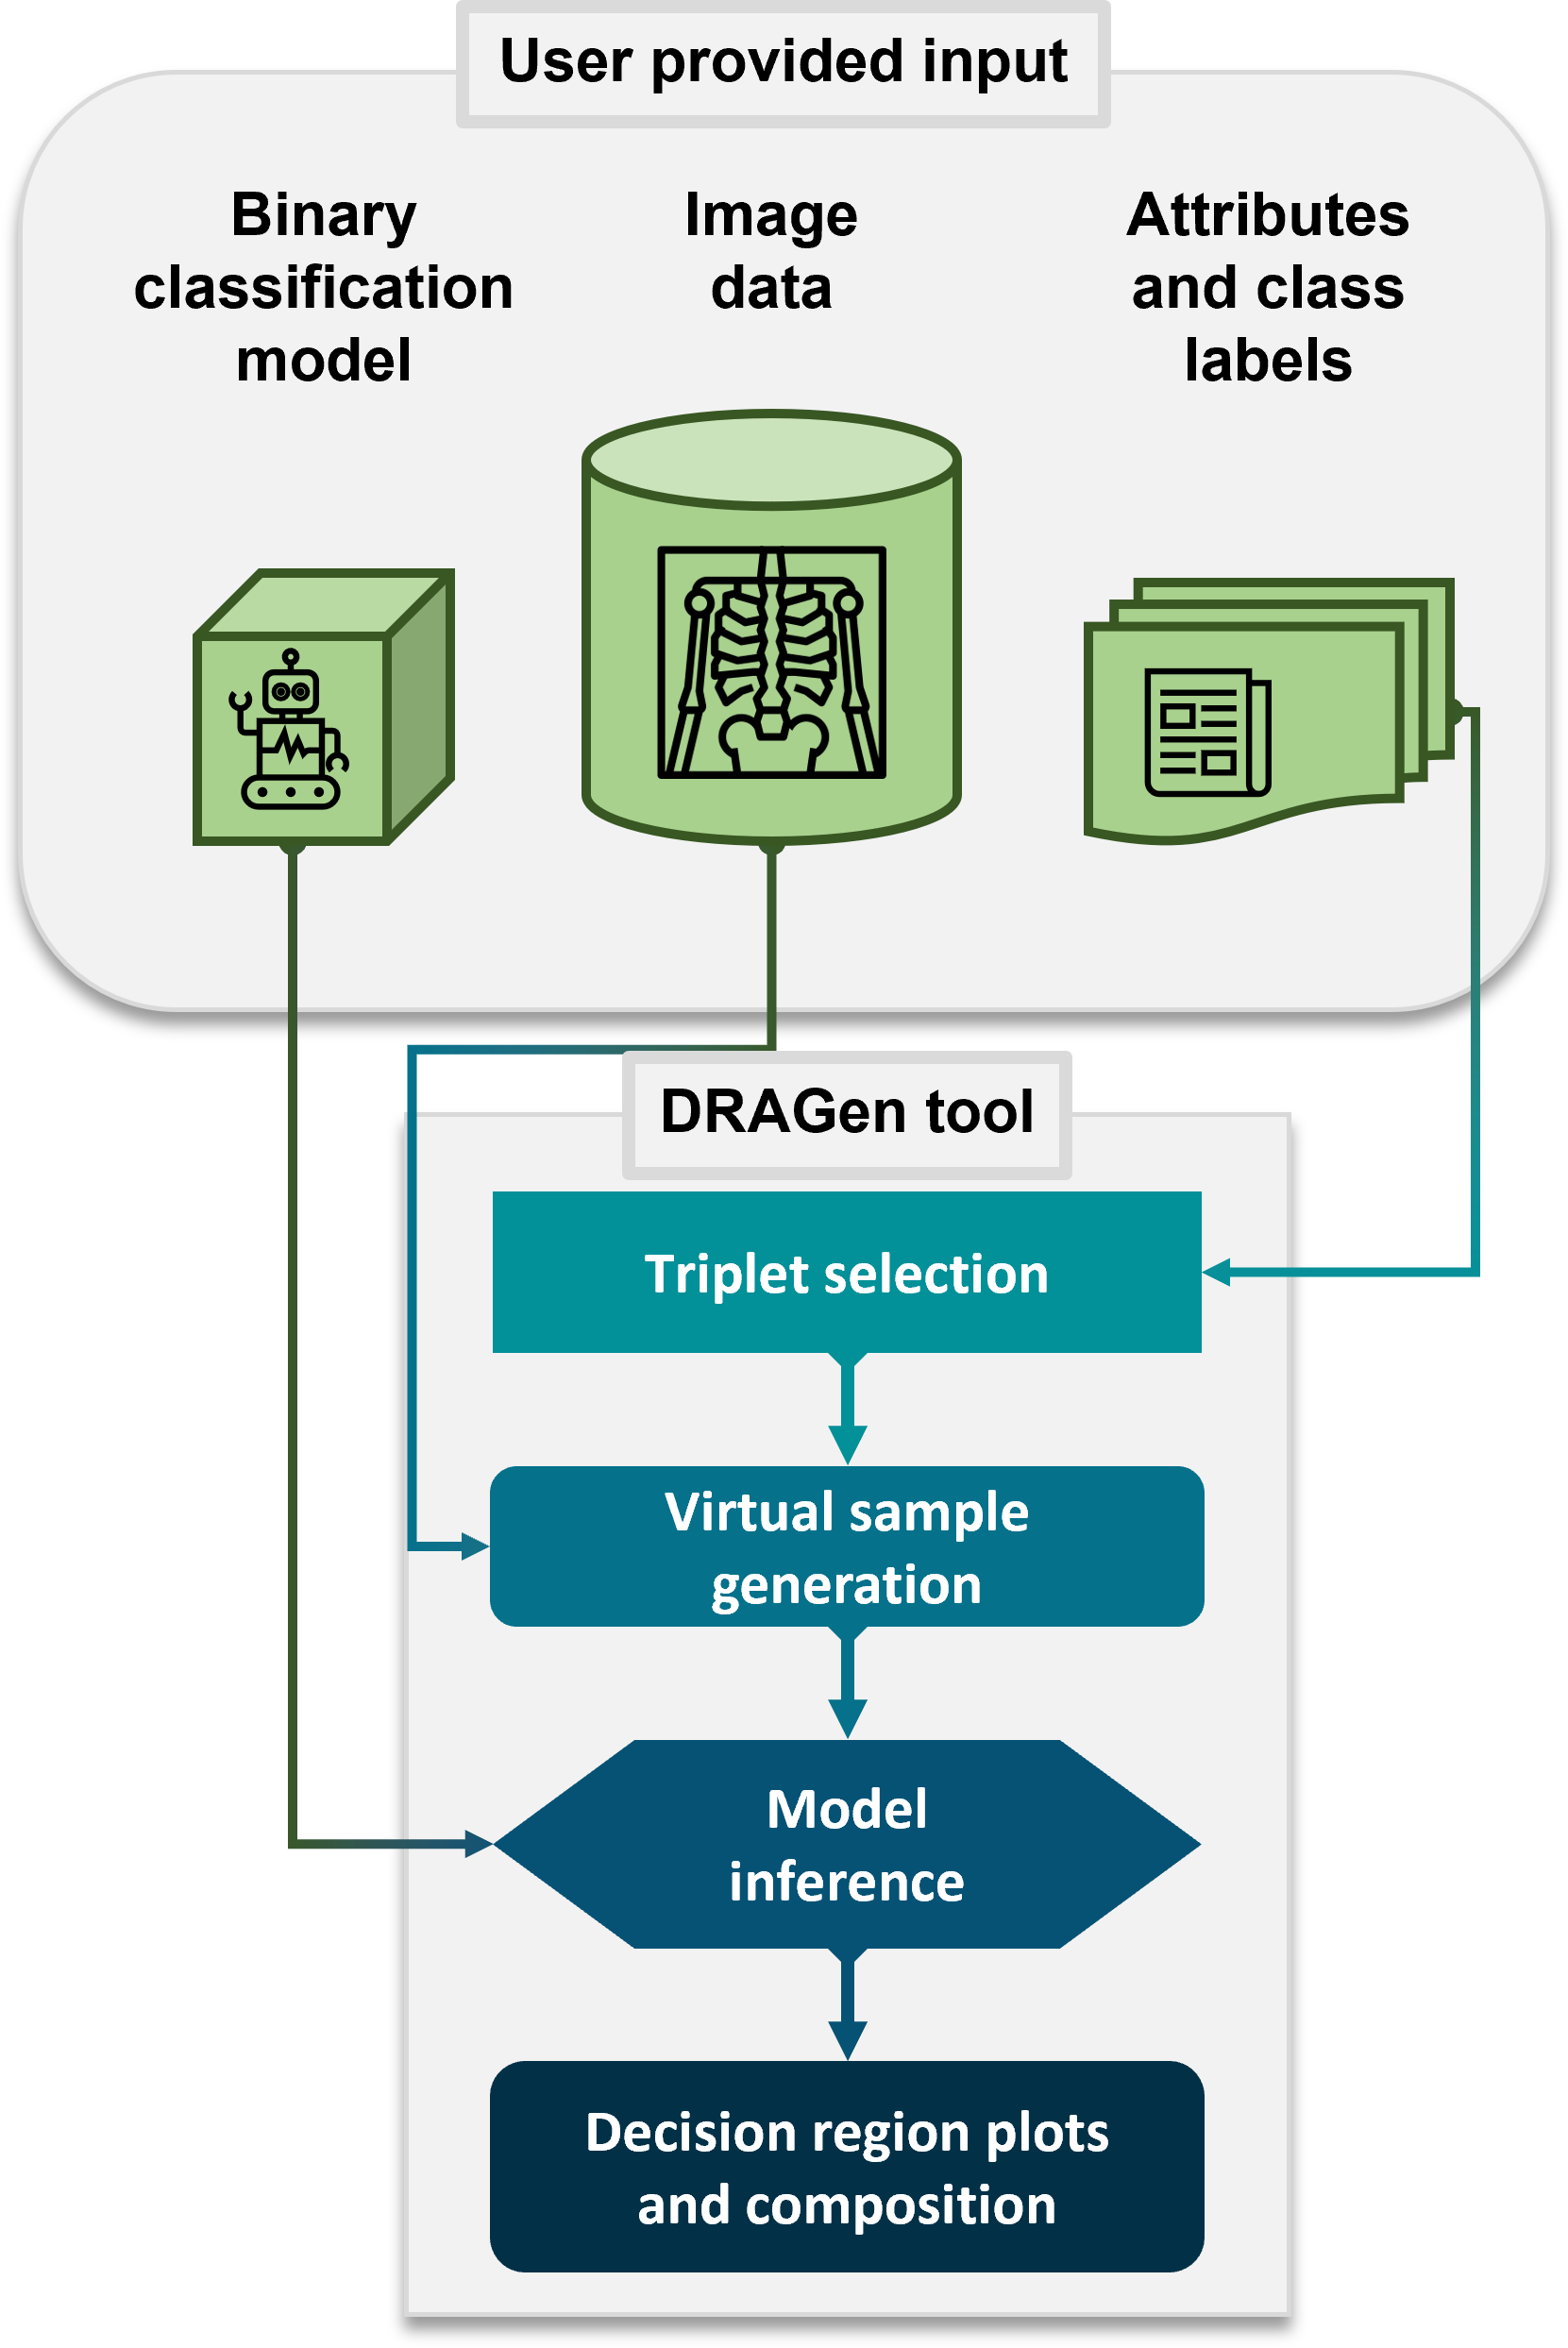 User provided input
Binary
classification
model
Image
data
Attributes
and class
labels
DRAGen tool
Triplet selection
Virtual sample
generation
Model
inference
Decision region plots
and composition